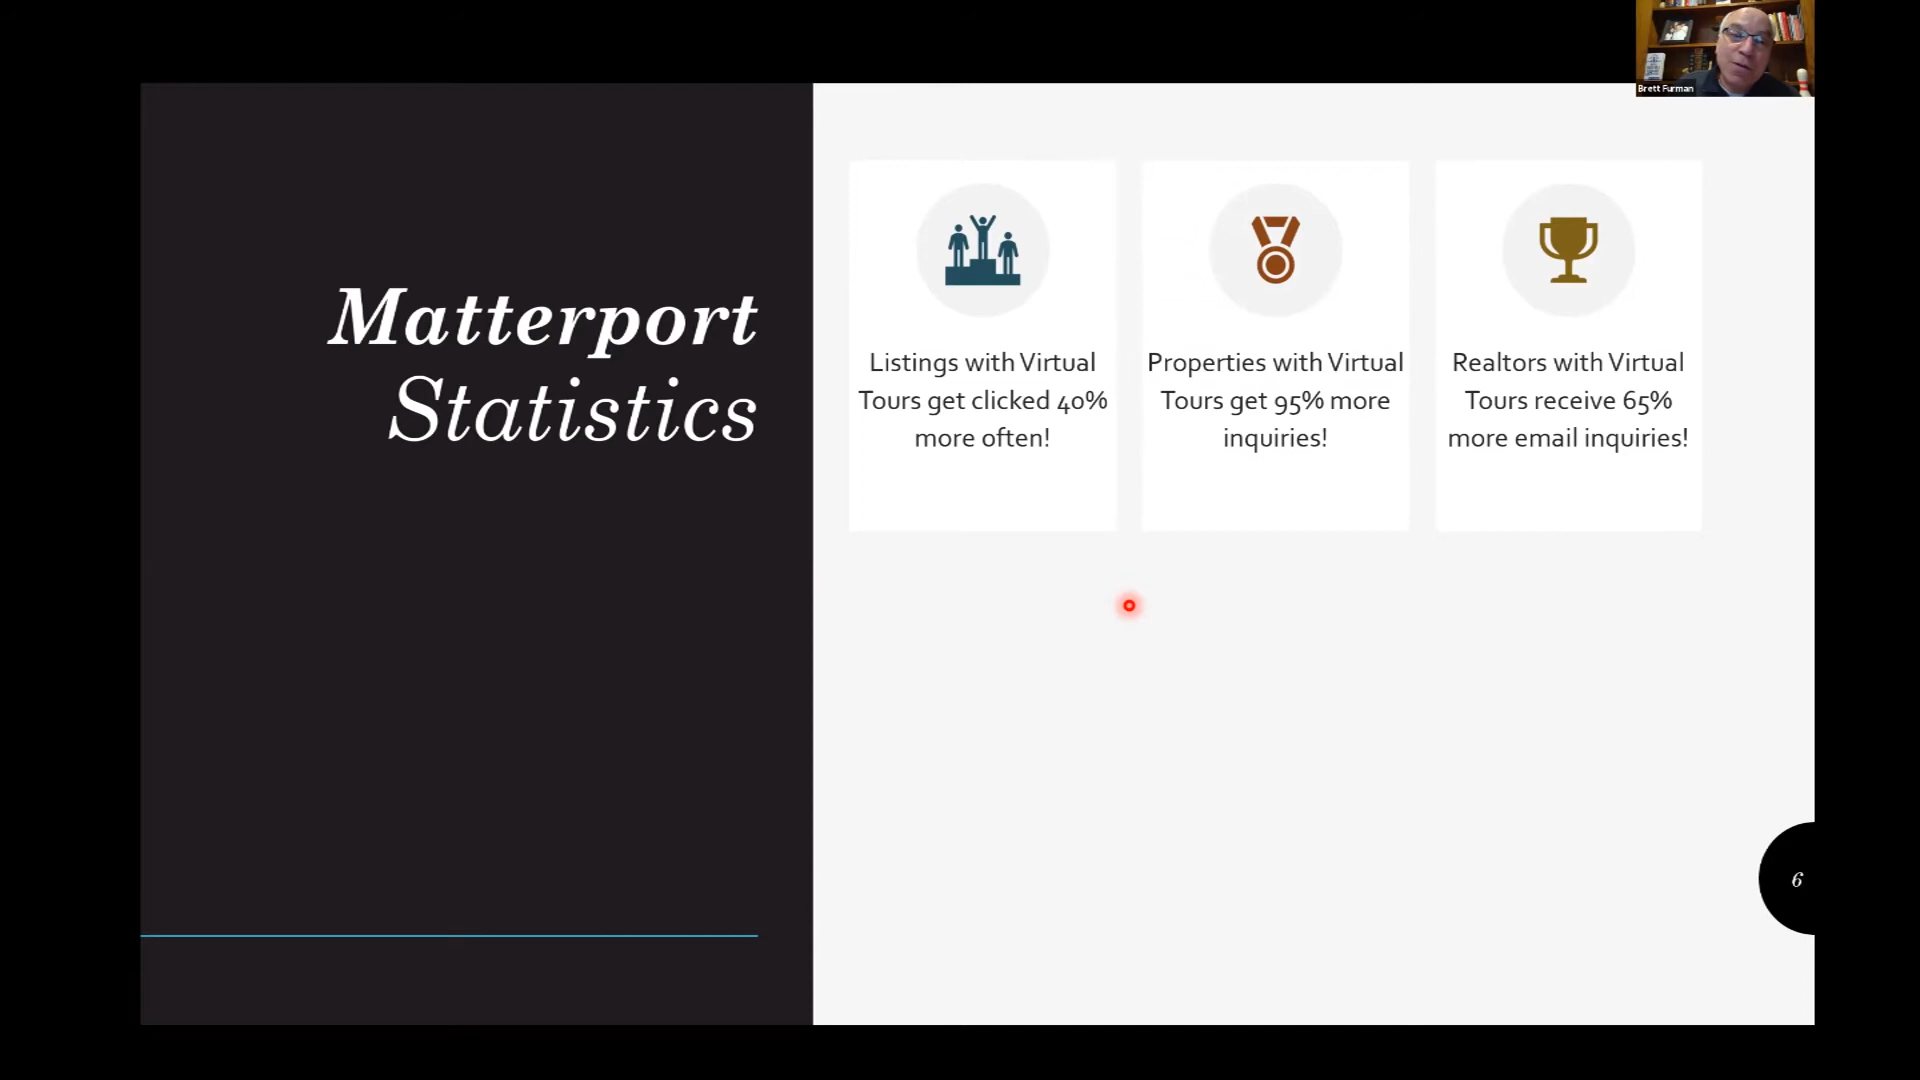 Brett Furman
Matterport
Statistics
Listings with Virtual
Tours get clicked 40%
more often!
Properties with Virtual
Tours get 95% more
inquiries!
Realtors with Virtual
Tours receive 65%
more email inquiries!
6